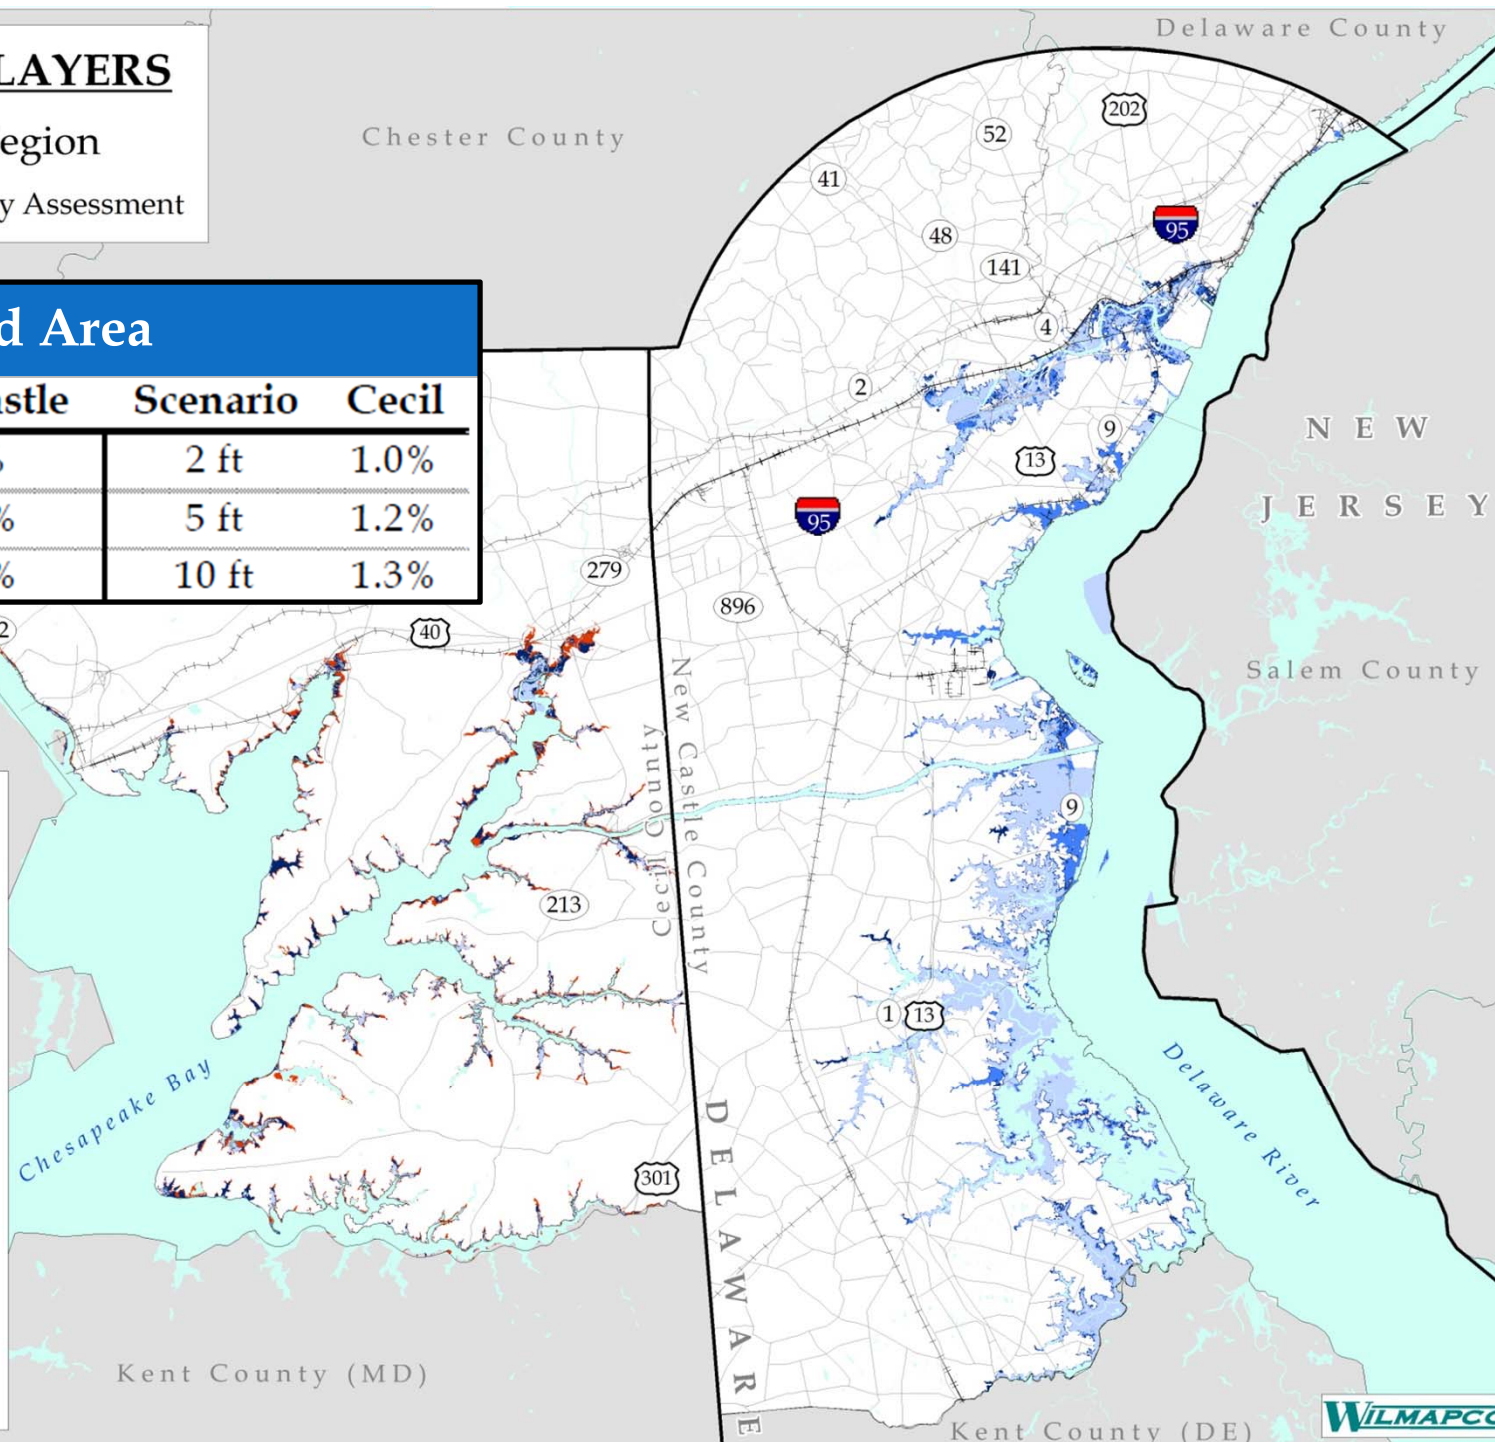 LAYERS
egion
y Assessment
d Area
stle Scenario Cecil
2 ft 1.0%
% 5 ft 1.2%
% 10 ft 1.3%
Delaware County
Chester County
202
52
41
95
48
141
4
2
9
13
NEW
JERSEY
95
279
896
2
40
Salem County
New Castle County
Cecil County
9
213
1 13
Chesapeake Bay
Delaware River
DELAWARE
301
Kent County (MD)
Kent County (DE)
WILMAPCO